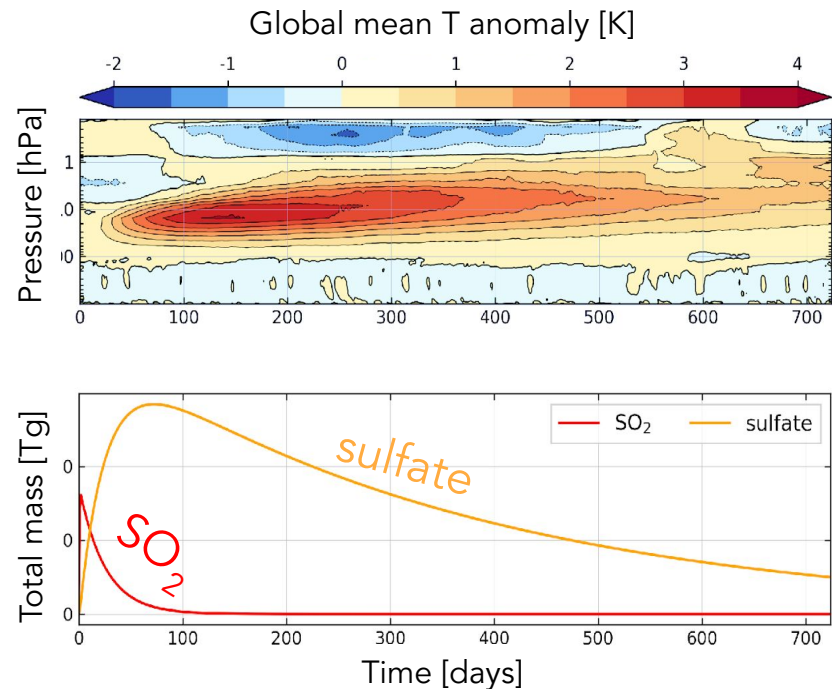 Global mean T anomaly [K]
-2 -1 0 1 2 3 4
Pressure [hPa]
1
.0
0
0 100 200 300 400 500 600 700
Total mass [Tg]
0
0
0
SO₂ sulfate
sulfate
SO₂
0 100 200 300 400 500 600 700
Time [days]